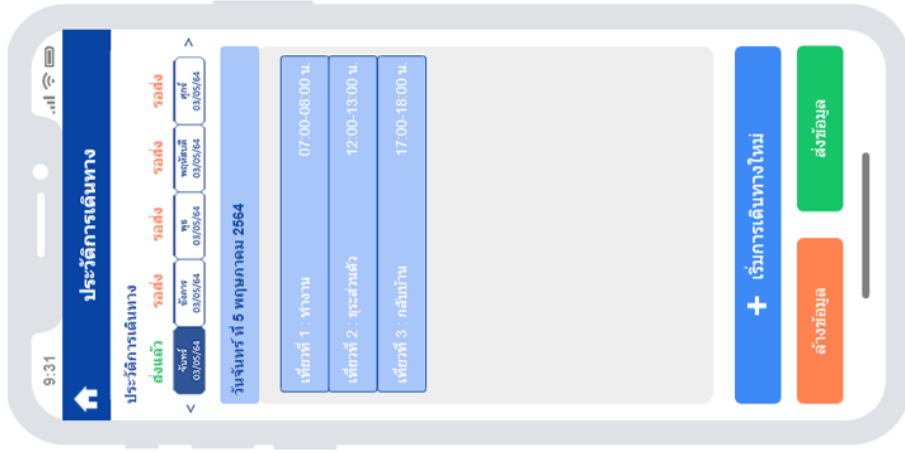 9:31
ประวัติการเดินทาง
ประวัติการเดินทาง
ส่งแล้ว รอส่ง รอส่ง รอส่ง รอส่ง
< จันทร์ อังคาร พุธ พฤหัสบดี ศุกร์ >
03/05/64 03/05/64 03/05/64 03/05/64 03/05/64
วันจันทร์ ที่ 5 พฤษภาคม 2564
เที่ยวที่ 1 : ทำงาน 07:00-08:00 น.
เที่ยวที่ 2 : ธุระส่วนตัว 12:00-13:00 น.
เที่ยวที่ 3 : กลับบ้าน 17:00-18:00 น.
+ เริ่มการเดินทางใหม่
ล้างข้อมูล ส่งข้อมูล